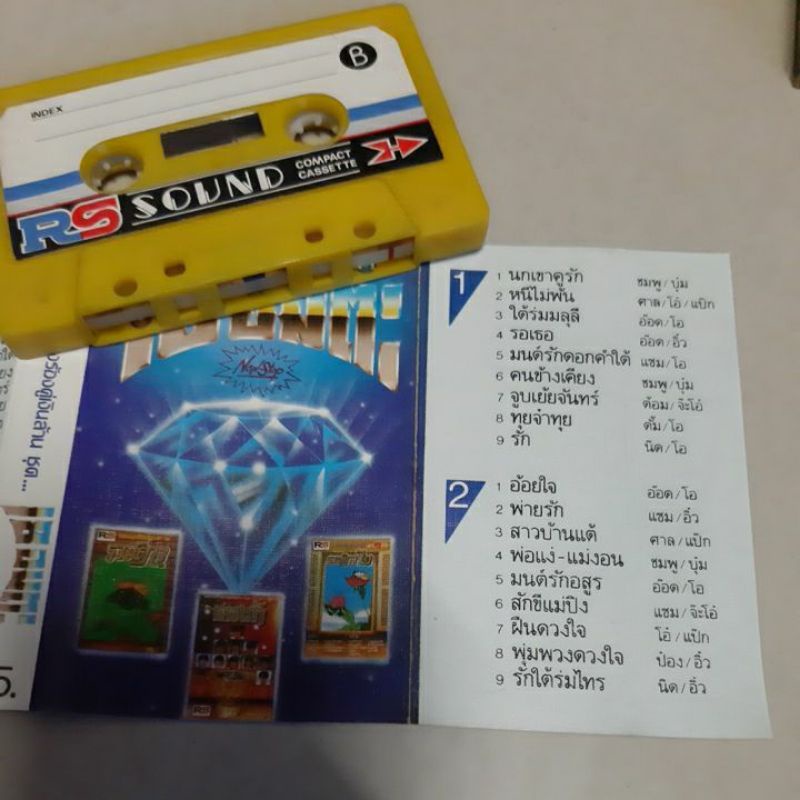 B
INDEX
RS SOUND COMPACT CASSETTE
NonStop
RS
RS
RS
1
1 นกเขาคูรัก ชมพู / บุ๋ม
2 หนีไม่พ้น ศาล / โอ๋ / แป๊ก
3 ใต้ร่มมลุลี อ๊อด / โอ
4 รอเธอ อ๊อด / อิ๋ว
5 มนต์รักดอกคำใต้ แซม / โอ
6 คนข้างเคียง ชมพู / บุ๋ม
7 จูบเย้ยจันทร์ ต้อม / จ๊ะโอ๋
8 ทุยจ๋าทุย ตั้ม / โอ
9 รัก นิด / โอ
2
1 อ้อยใจ อ๊อด / โอ
2 พ่ายรัก แซม / อิ๋ว
3 สาวบ้านแต้ ศาล / แป๊ก
4 พ่อแง่-แม่งอน ชมพู / บุ๋ม
5 มนต์รักอสูร อ๊อด / โอ
6 สักขีแม่ปิง แซม / จ๊ะโอ๋
7 ฝืนดวงใจ โอ๋ / แป๊ก
8 พุ่มพวงดวงใจ ป๋อง / อิ๋ว
9 รักใต้ร่มไทร นิด / อิ๋ว